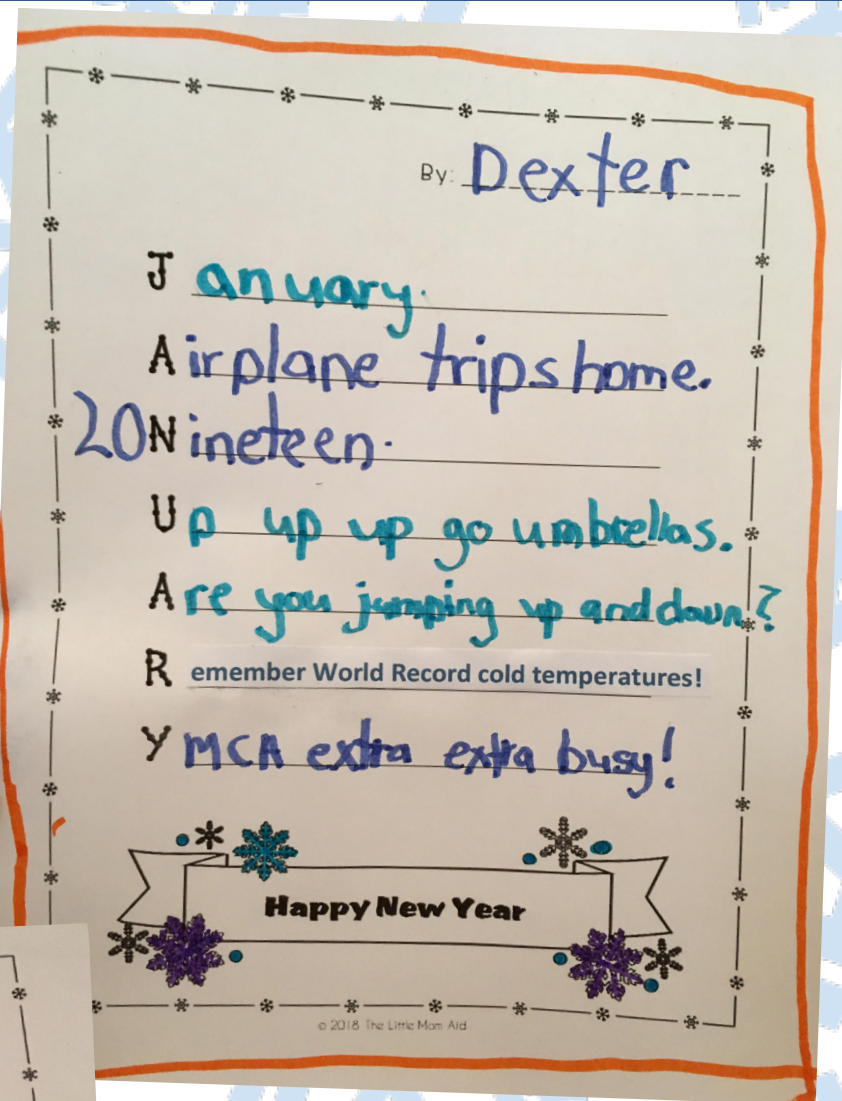 By: Dexter
January.
Airplane trips home.
20Nineteen.
Up up up go umbrellas.
Are you jumping up and down?
Remember World Record cold temperatures!
YMCA extra extra busy!
Happy New Year
© 2018 The Little Mom Aid